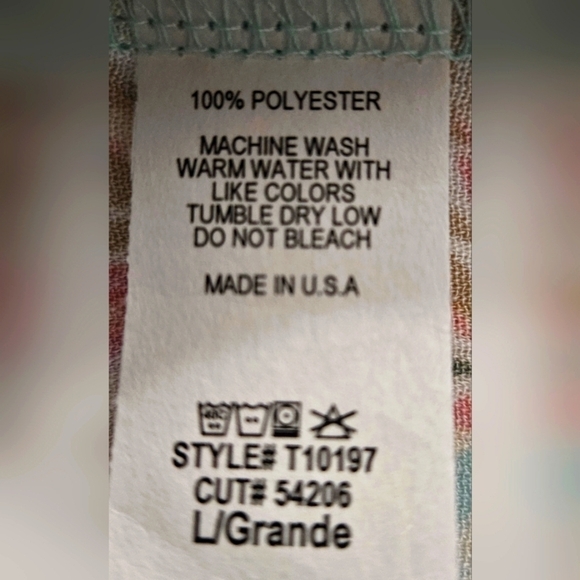 100% POLYESTER
MACHINE WASH
WARM WATER WITH
LIKE COLORS
TUMBLE DRY LOW
DO NOT BLEACH
MADE IN U.S.A
STYLE# T10197
CUT# 54206
L/Grande